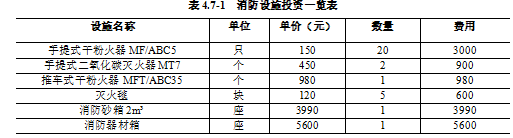 表 4.7-1 消防设施投资一览表
设施名称 单位 单价（元） 数量 费用
手提式干粉火器 MF/ABC5 只 150 20 3000
手提式二氧化碳灭火器 MT7 个 450 2 900
推车式干粉火器 MFT/ABC35 个 980 1 980
灭火毯 块 120 5 600
消防砂箱 2m³ 座 3990 1 3990
消防器材箱 座 5600 1 5600